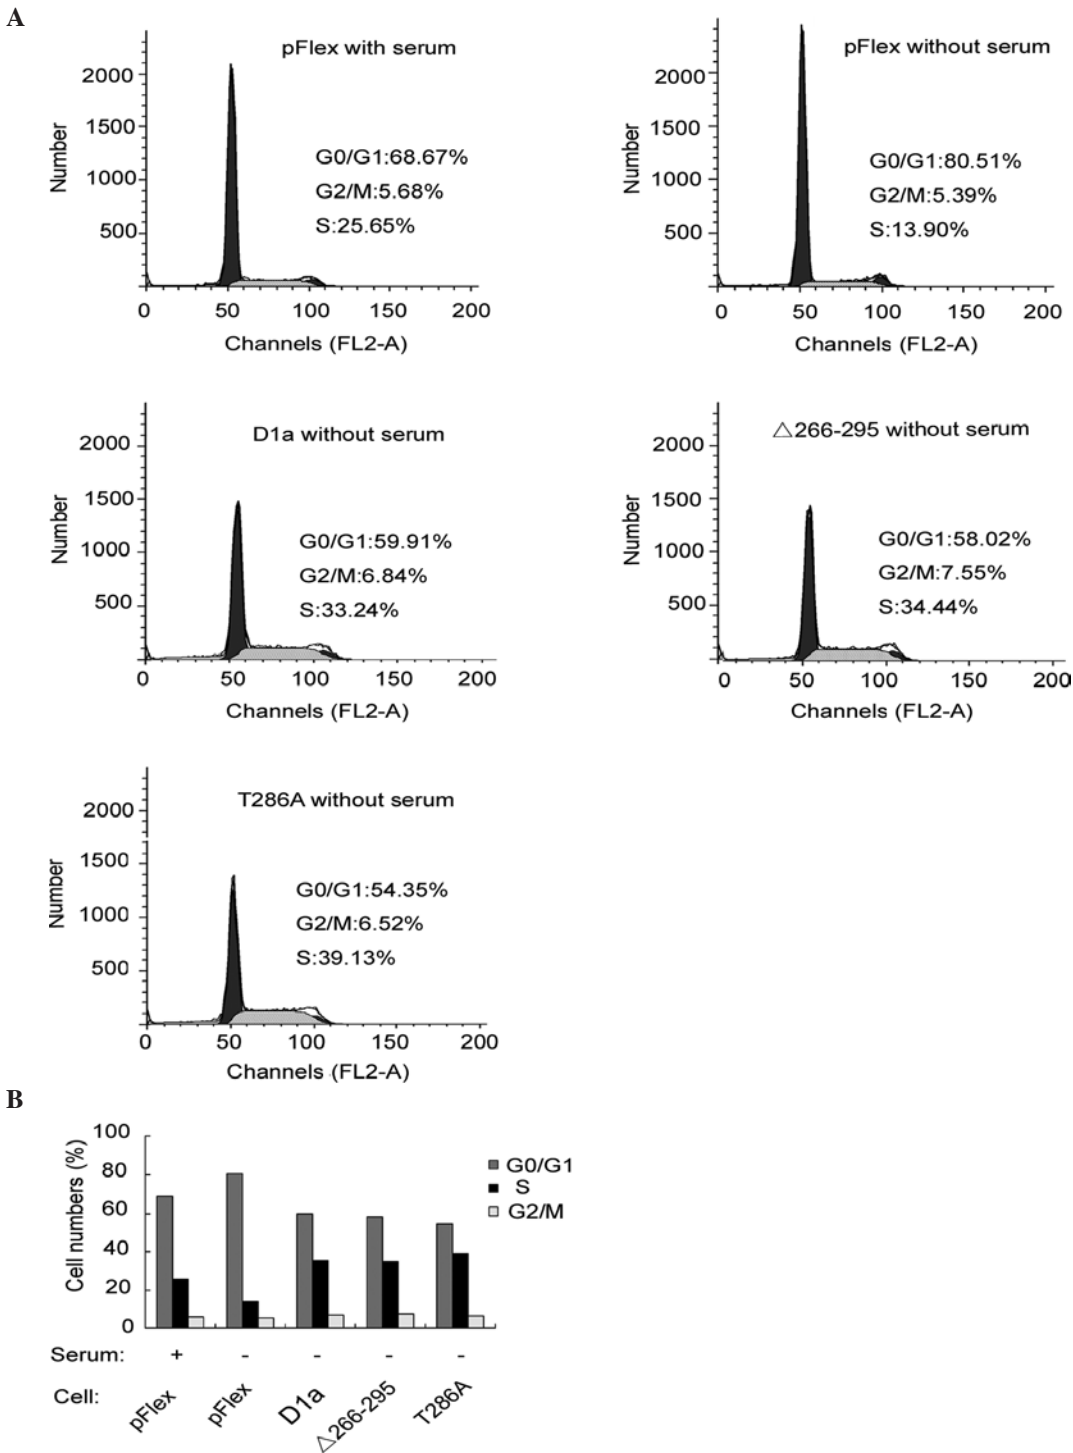 A
pFlex with serum
2000
1500
1000
500
Number
G0/G1:68.67%
G2/M:5.68%
S:25.65%
0 50 100 150 200
Channels (FL2-A)
pFlex without serum
2000
1500
1000
500
Number
G0/G1:80.51%
G2/M:5.39%
S:13.90%
0 50 100 150 200
Channels (FL2-A)
D1a without serum
2000
1500
1000
500
Number
G0/G1:59.91%
G2/M:6.84%
S:33.24%
0 50 100 150 200
Channels (FL2-A)
△266-295 without serum
2000
1500
1000
500
Number
G0/G1:58.02%
G2/M:7.55%
S:34.44%
0 50 100 150 200
Channels (FL2-A)
T286A without serum
2000
1500
1000
500
Number
G0/G1:54.35%
G2/M:6.52%
S:39.13%
0 50 100 150 200
Channels (FL2-A)
B
100
80
60
40
20
0
Cell numbers (%)
G0/G1
S
G2/M
Serum: + - - - -
Cell: pFlex pFlex D1a △266-295 T286A